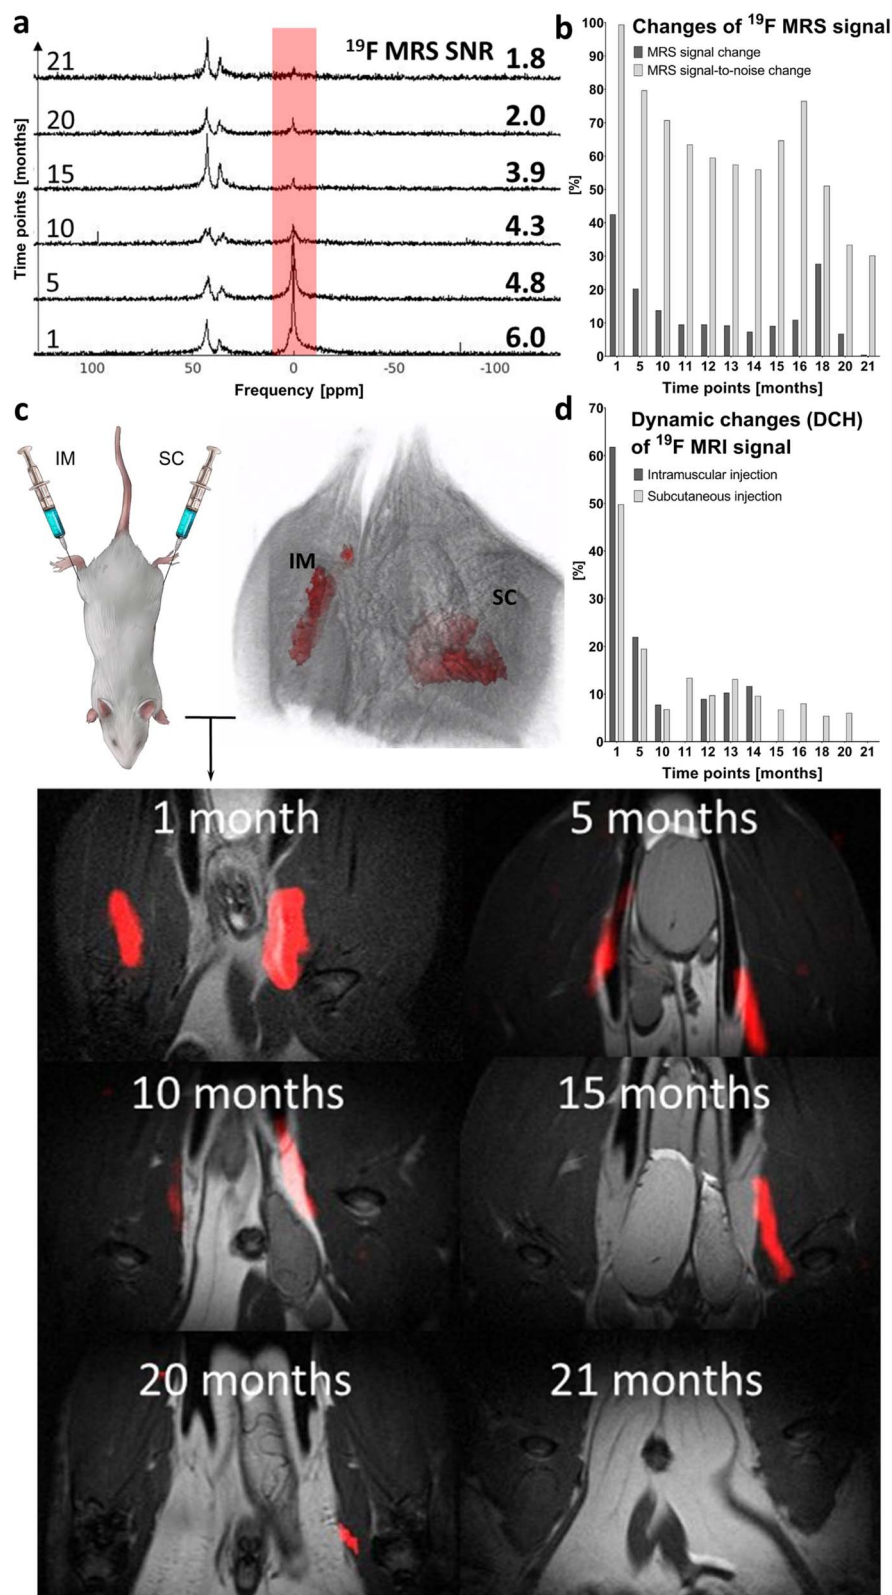 a
¹⁹F MRS SNR
Time points [months]
21 1.8
20 2.0
15 3.9
10 4.3
5 4.8
1 6.0
100 50 0 -50 -100
Frequency [ppm]
b
Changes of ¹⁹F MRS signal
MRS signal change
MRS signal-to-noise change
[%]
100
90
80
70
60
50
40
30
20
10
0
1 5 10 11 12 13 14 15 16 18 20 21
Time points [months]
c
IM SC
IM
SC
d
Dynamic changes (DCH)
of ¹⁹F MRI signal
Intramuscular injection
Subcutaneous injection
[%]
70
60
50
40
30
20
10
0
1 5 10 11 12 13 14 15 16 18 20 21
Time points [months]
1 month
5 months
10 months
15 months
20 months
21 months